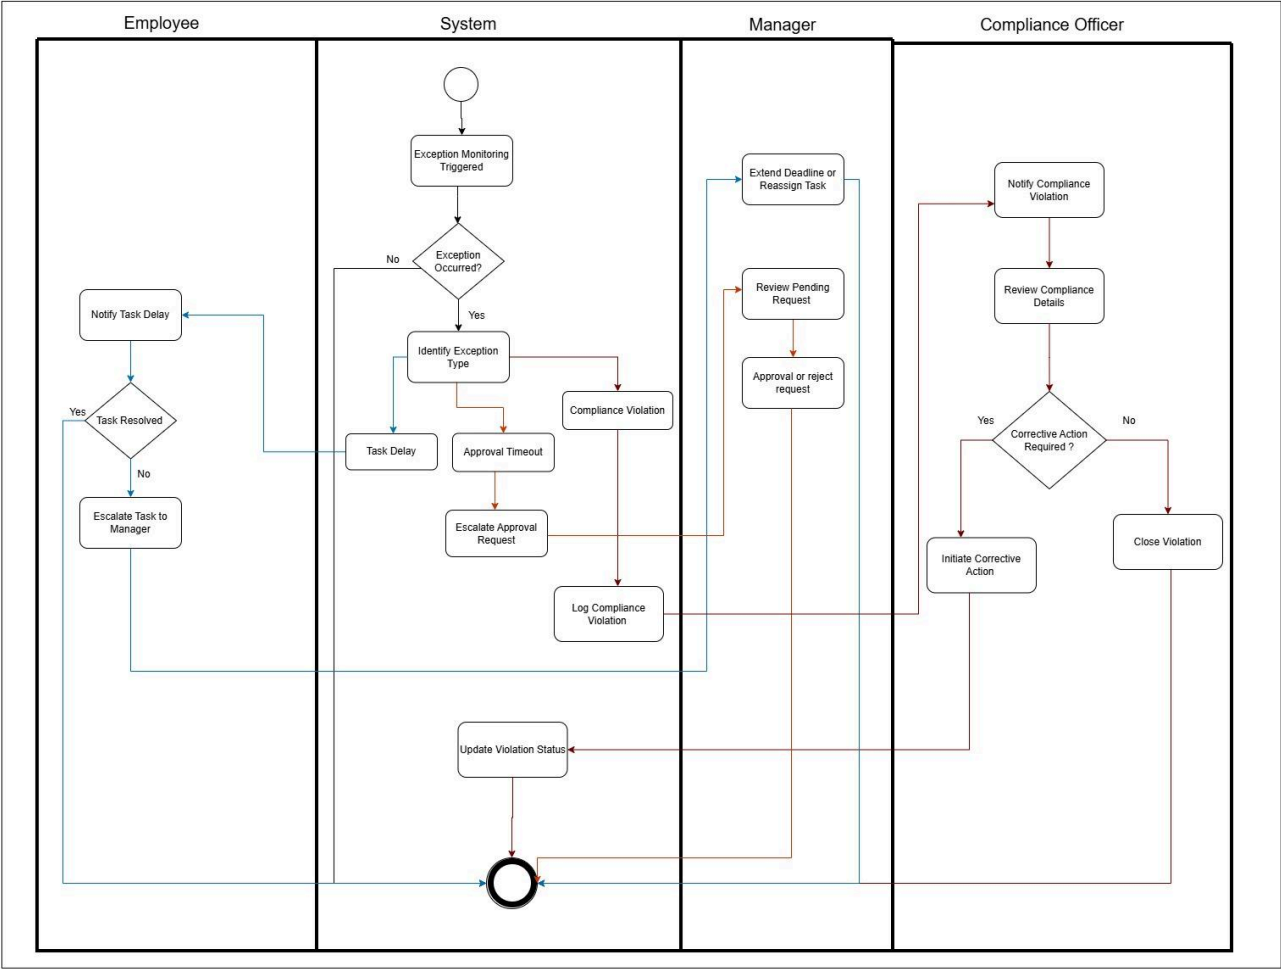 Employee
System
Manager
Compliance Officer
Exception Monitoring
Triggered
Exception
Occurred?
No
Yes
Identify Exception
Type
Notify Task Delay
Task Resolved
Yes
No
Escalate Task to
Manager
Task Delay
Approval Timeout
Compliance Violation
Escalate Approval
Request
Log Compliance
Violation
Update Violation Status
Extend Deadline or
Reassign Task
Review Pending
Request
Approval or reject
request
Notify Compliance
Violation
Review Compliance
Details
Corrective Action
Required ?
Yes
No
Initiate Corrective
Action
Close Violation